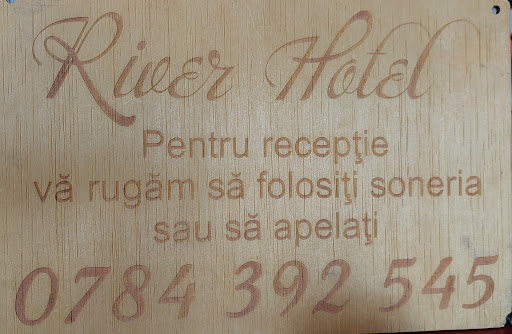 River Hotel
Pentru recepţie
vă rugăm să folosiţi soneria
sau să apelaţi
0784 392 545